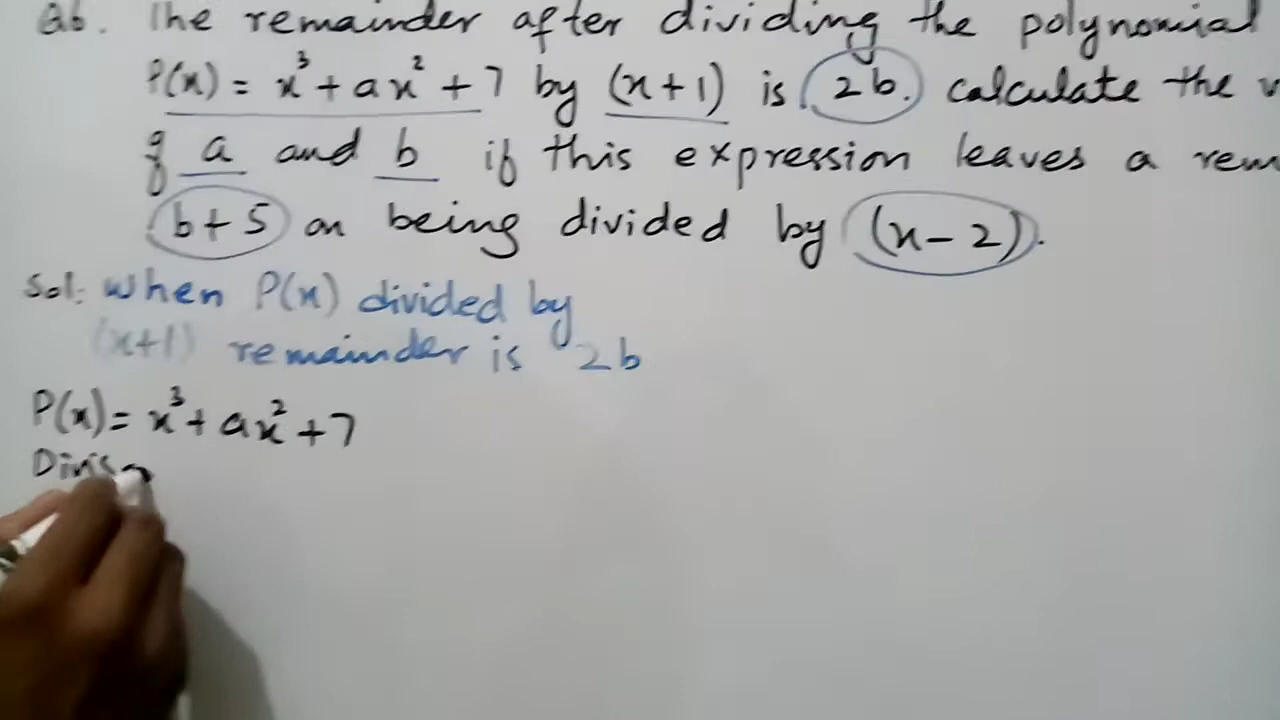 Q6. The remainder after dividing the polynomial
P(x) = x³ + ax² + 7 by (x+1) is 2b. calculate the
of a and b if this expression leaves a rem
b+5 on being divided by (x-2).
Sol: When P(x) divided by
(x+1) remainder is 2b
P(x) = x³ + ax² + 7